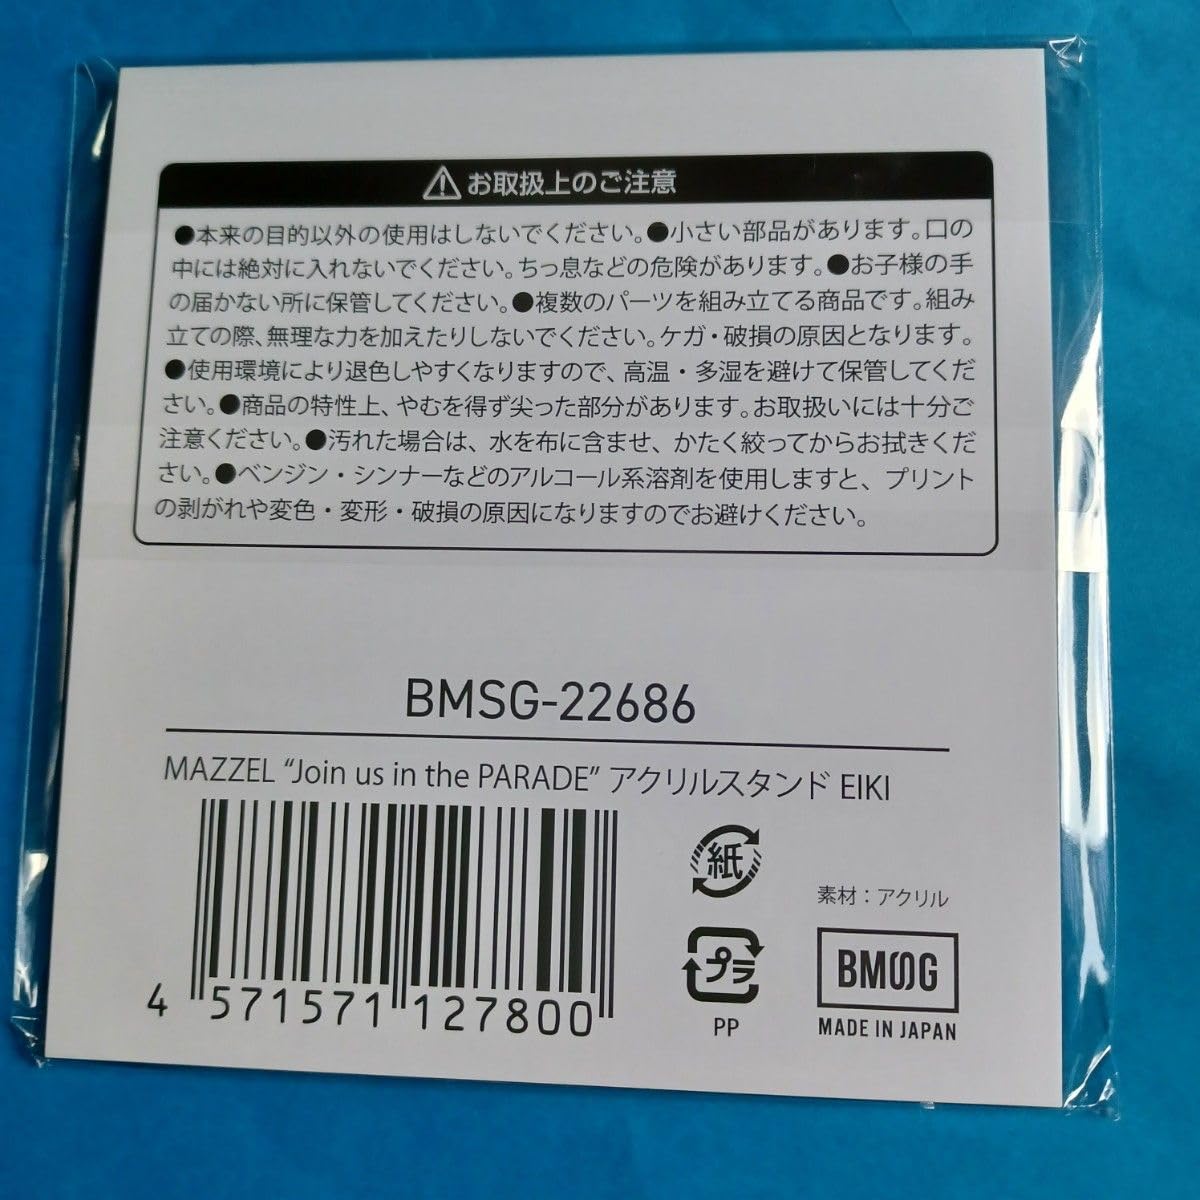 ⚠お取扱上のご注意
●本来の目的以外の使用はしないでください。●小さい部品があります。口の
中には絶対に入れないでください。ちっ息などの危険があります。●お子様の手
の届かない所に保管してください。●複数のパーツを組み立てる商品です。組み
立ての際、無理な力を加えたりしないでください。ケガ・破損の原因となります。
●使用環境により退色しやすくなりますので、高温・多湿を避けて保管してくだ
さい。●商品の特性上、やむを得ず尖った部分があります。お取扱いには十分ご
注意ください。●汚れた場合は、水を布に含ませ、かたく絞ってからお拭きくだ
さい。●ベンジン・シンナーなどのアルコール系溶剤を使用しますと、プリント
の剥がれや変色・変形・破損の原因になりますのでお避けください。
BMSG-22686
MAZZEL “Join us in the PARADE” アクリルスタンド EIKI
4 571571 127800
紙
プラ
PP
素材：アクリル
BMSG
MADE IN JAPAN